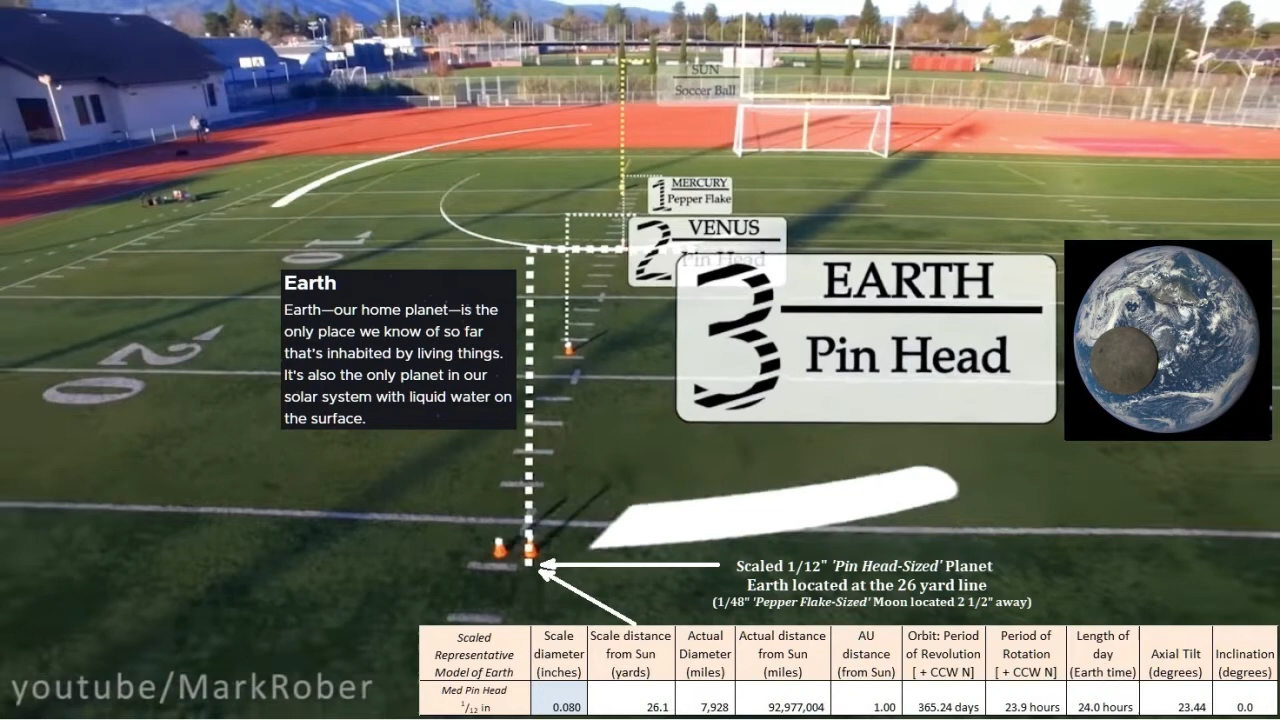 SUN
Soccer Ball
1
MERCURY
Pepper Flake
2
VENUS
Pin Head
3
EARTH
Pin Head
10
20
Earth
Earth—our home planet—is the
only place we know of so far
that's inhabited by living things.
It's also the only planet in our
solar system with liquid water on
the surface.
Scaled 1/12" 'Pin Head-Sized' Planet
Earth located at the 26 yard line
(1/48" 'Pepper Flake-Sized' Moon located 2 1/2" away)
Scaled Representative Model of Earth Scale diameter (inches) Scale distance from Sun (yards) Actual Diameter (miles) Actual distance from Sun (miles) AU distance (from Sun) Orbit: Period of Revolution [ + CCW N] Period of Rotation [ + CCW N] Length of day (Earth time) Axial Tilt (degrees) Inclination (degrees)
Med Pin Head 1/12 in 0.080 26.1 7,928 92,977,004 1.00 365.24 days 23.9 hours 24.0 hours 23.44 0.0
youtube/MarkRober